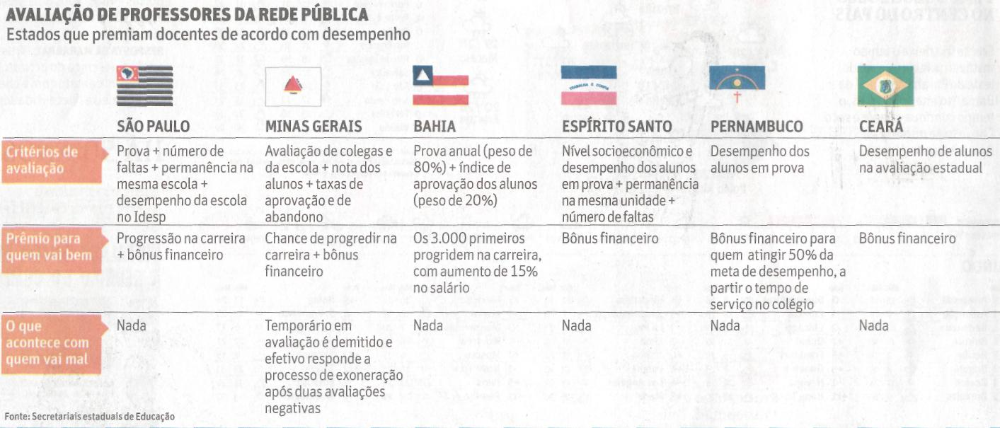 AVALIAÇÃO DE PROFESSORES DA REDE PÚBLICA
Estados que premiam docentes de acordo com desempenho
TRABALHA E CONFIA
SÃO PAULO
MINAS GERAIS
BAHIA
ESPÍRITO SANTO
PERNAMBUCO
CEARÁ
Critérios de
avaliação
Prova + número de
faltas + permanência na
mesma escola +
desempenho da escola
no Idesp
Avaliação de colegas e
da escola + nota dos
alunos + taxas de
aprovação e de
abandono
Prova anual (peso de
80%) + índice de
aprovação dos alunos
(peso de 20%)
Nível socioeconômico e
desempenho dos alunos
em prova + permanência
na mesma unidade +
número de faltas
Desempenho dos
alunos em prova
Desempenho de alunos
na avaliação estadual
Prêmio para
quem vai bem
Progressão na carreira
+ bônus financeiro
Chance de progredir na
carreira + bônus
financeiro
Os 3.000 primeiros
progridem na carreira,
com aumento de 15%
no salário
Bônus financeiro
Bônus financeiro para
quem atingir 50% da
meta de desempenho, a
partir o tempo de
serviço no colégio
Bônus financeiro
O que
acontece com
quem vai mal
Nada
Temporário em
avaliação é demitido e
efetivo responde a
processo de exoneração
após duas avaliações
negativas
Nada
Nada
Nada
Nada
Fonte: Secretariais estaduais de Educação